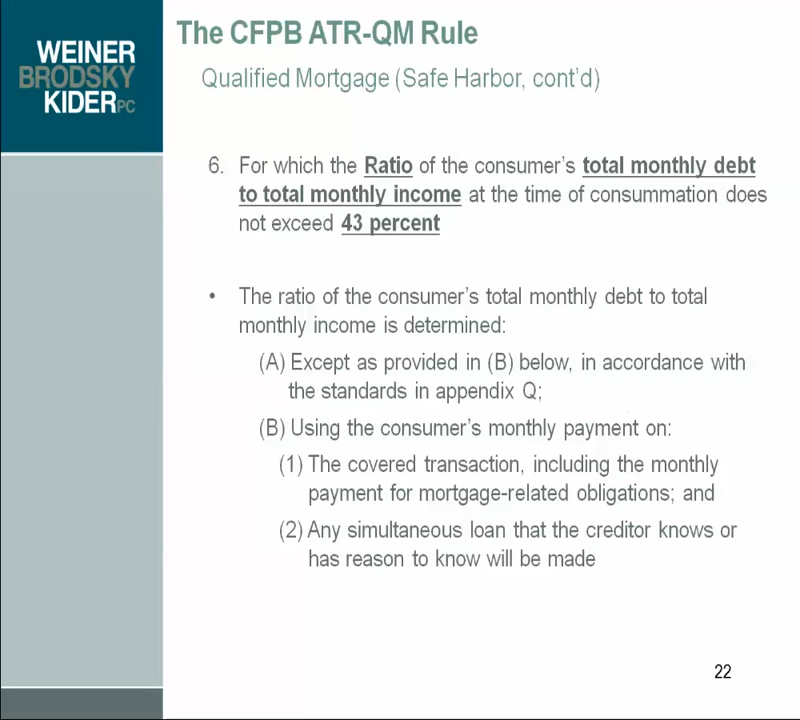 WEINER
BRODSKY
KIDER PC
The CFPB ATR-QM Rule
Qualified Mortgage (Safe Harbor, cont'd)
6. For which the Ratio of the consumer's total monthly debt
to total monthly income at the time of consummation does
not exceed 43 percent
• The ratio of the consumer's total monthly debt to total
monthly income is determined:
(A) Except as provided in (B) below, in accordance with
the standards in appendix Q;
(B) Using the consumer's monthly payment on:
(1) The covered transaction, including the monthly
payment for mortgage-related obligations; and
(2) Any simultaneous loan that the creditor knows or
has reason to know will be made
22